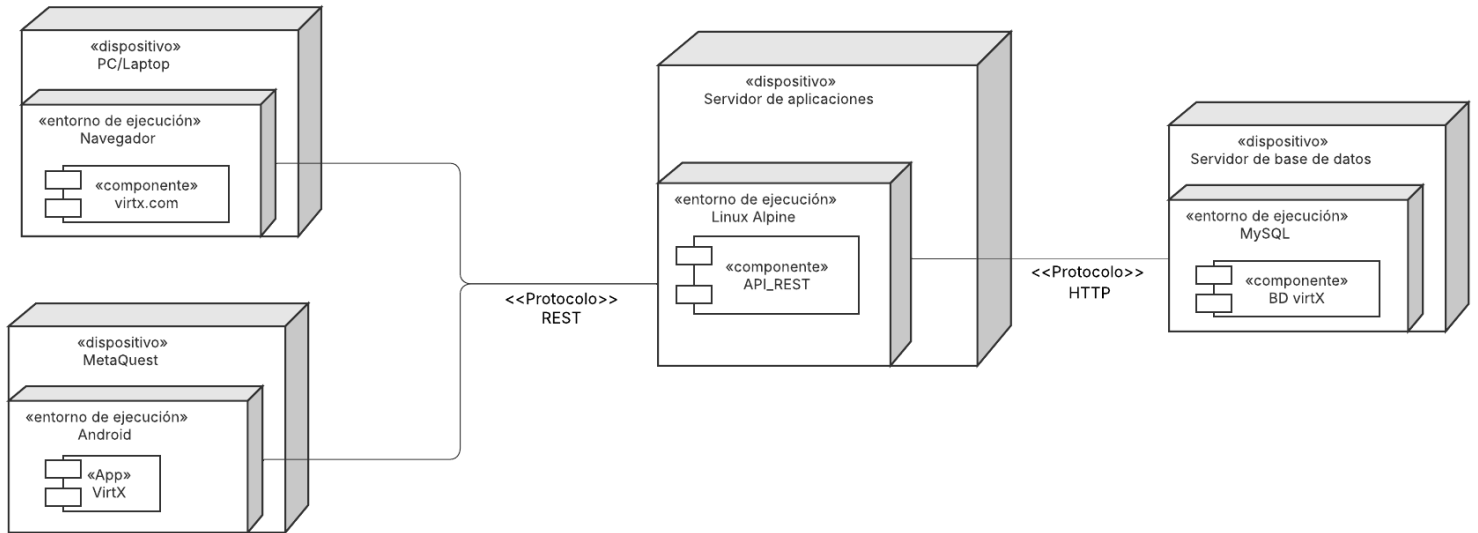 «dispositivo»
PC/Laptop
«entorno de ejecución»
Navegador
«componente»
virtx.com
«dispositivo»
MetaQuest
«entorno de ejecución»
Android
«App»
VirtX
<<Protocolo>>
REST
«dispositivo»
Servidor de aplicaciones
«entorno de ejecución»
Linux Alpine
«componente»
API_REST
<<Protocolo>>
HTTP
«dispositivo»
Servidor de base de datos
«entorno de ejecución»
MySQL
«componente»
BD virtX